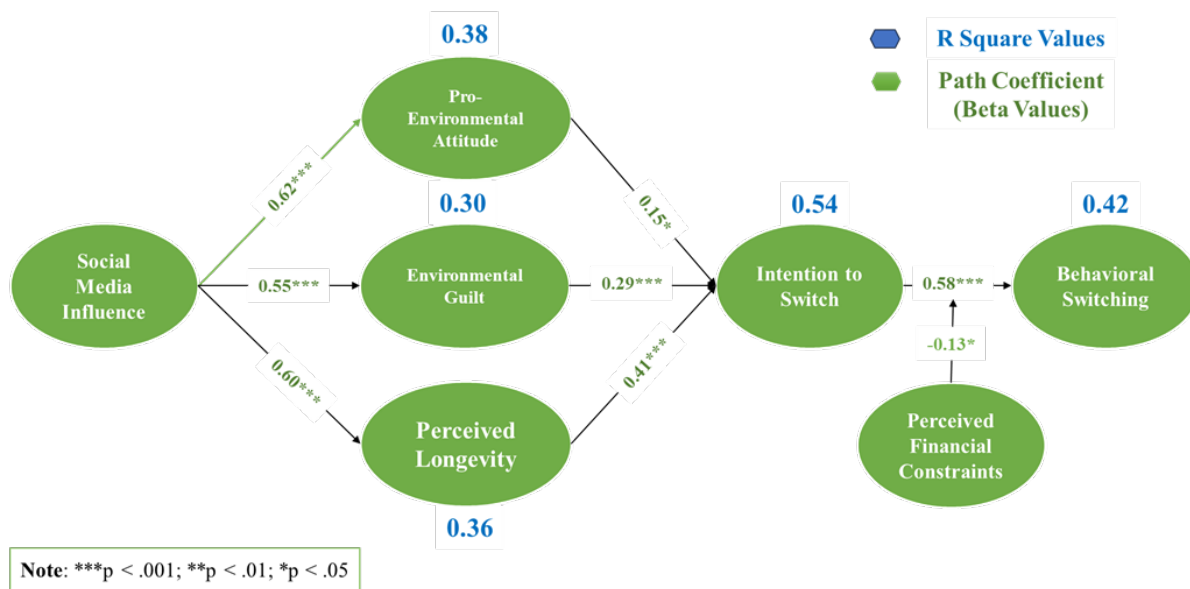 0.38
R Square Values
Path Coefficient
(Beta Values)
Pro-
Environmental
Attitude
0.62***
0.30
0.15*
0.54
0.42
Social
Media
Influence
0.55***
Environmental
Guilt
0.29***
Intention to
Switch
0.58***
Behavioral
Switching
-0.13*
0.60***
0.41***
Perceived
Longevity
Perceived
Financial
Constraints
0.36
Note: ***p < .001; **p < .01; *p < .05